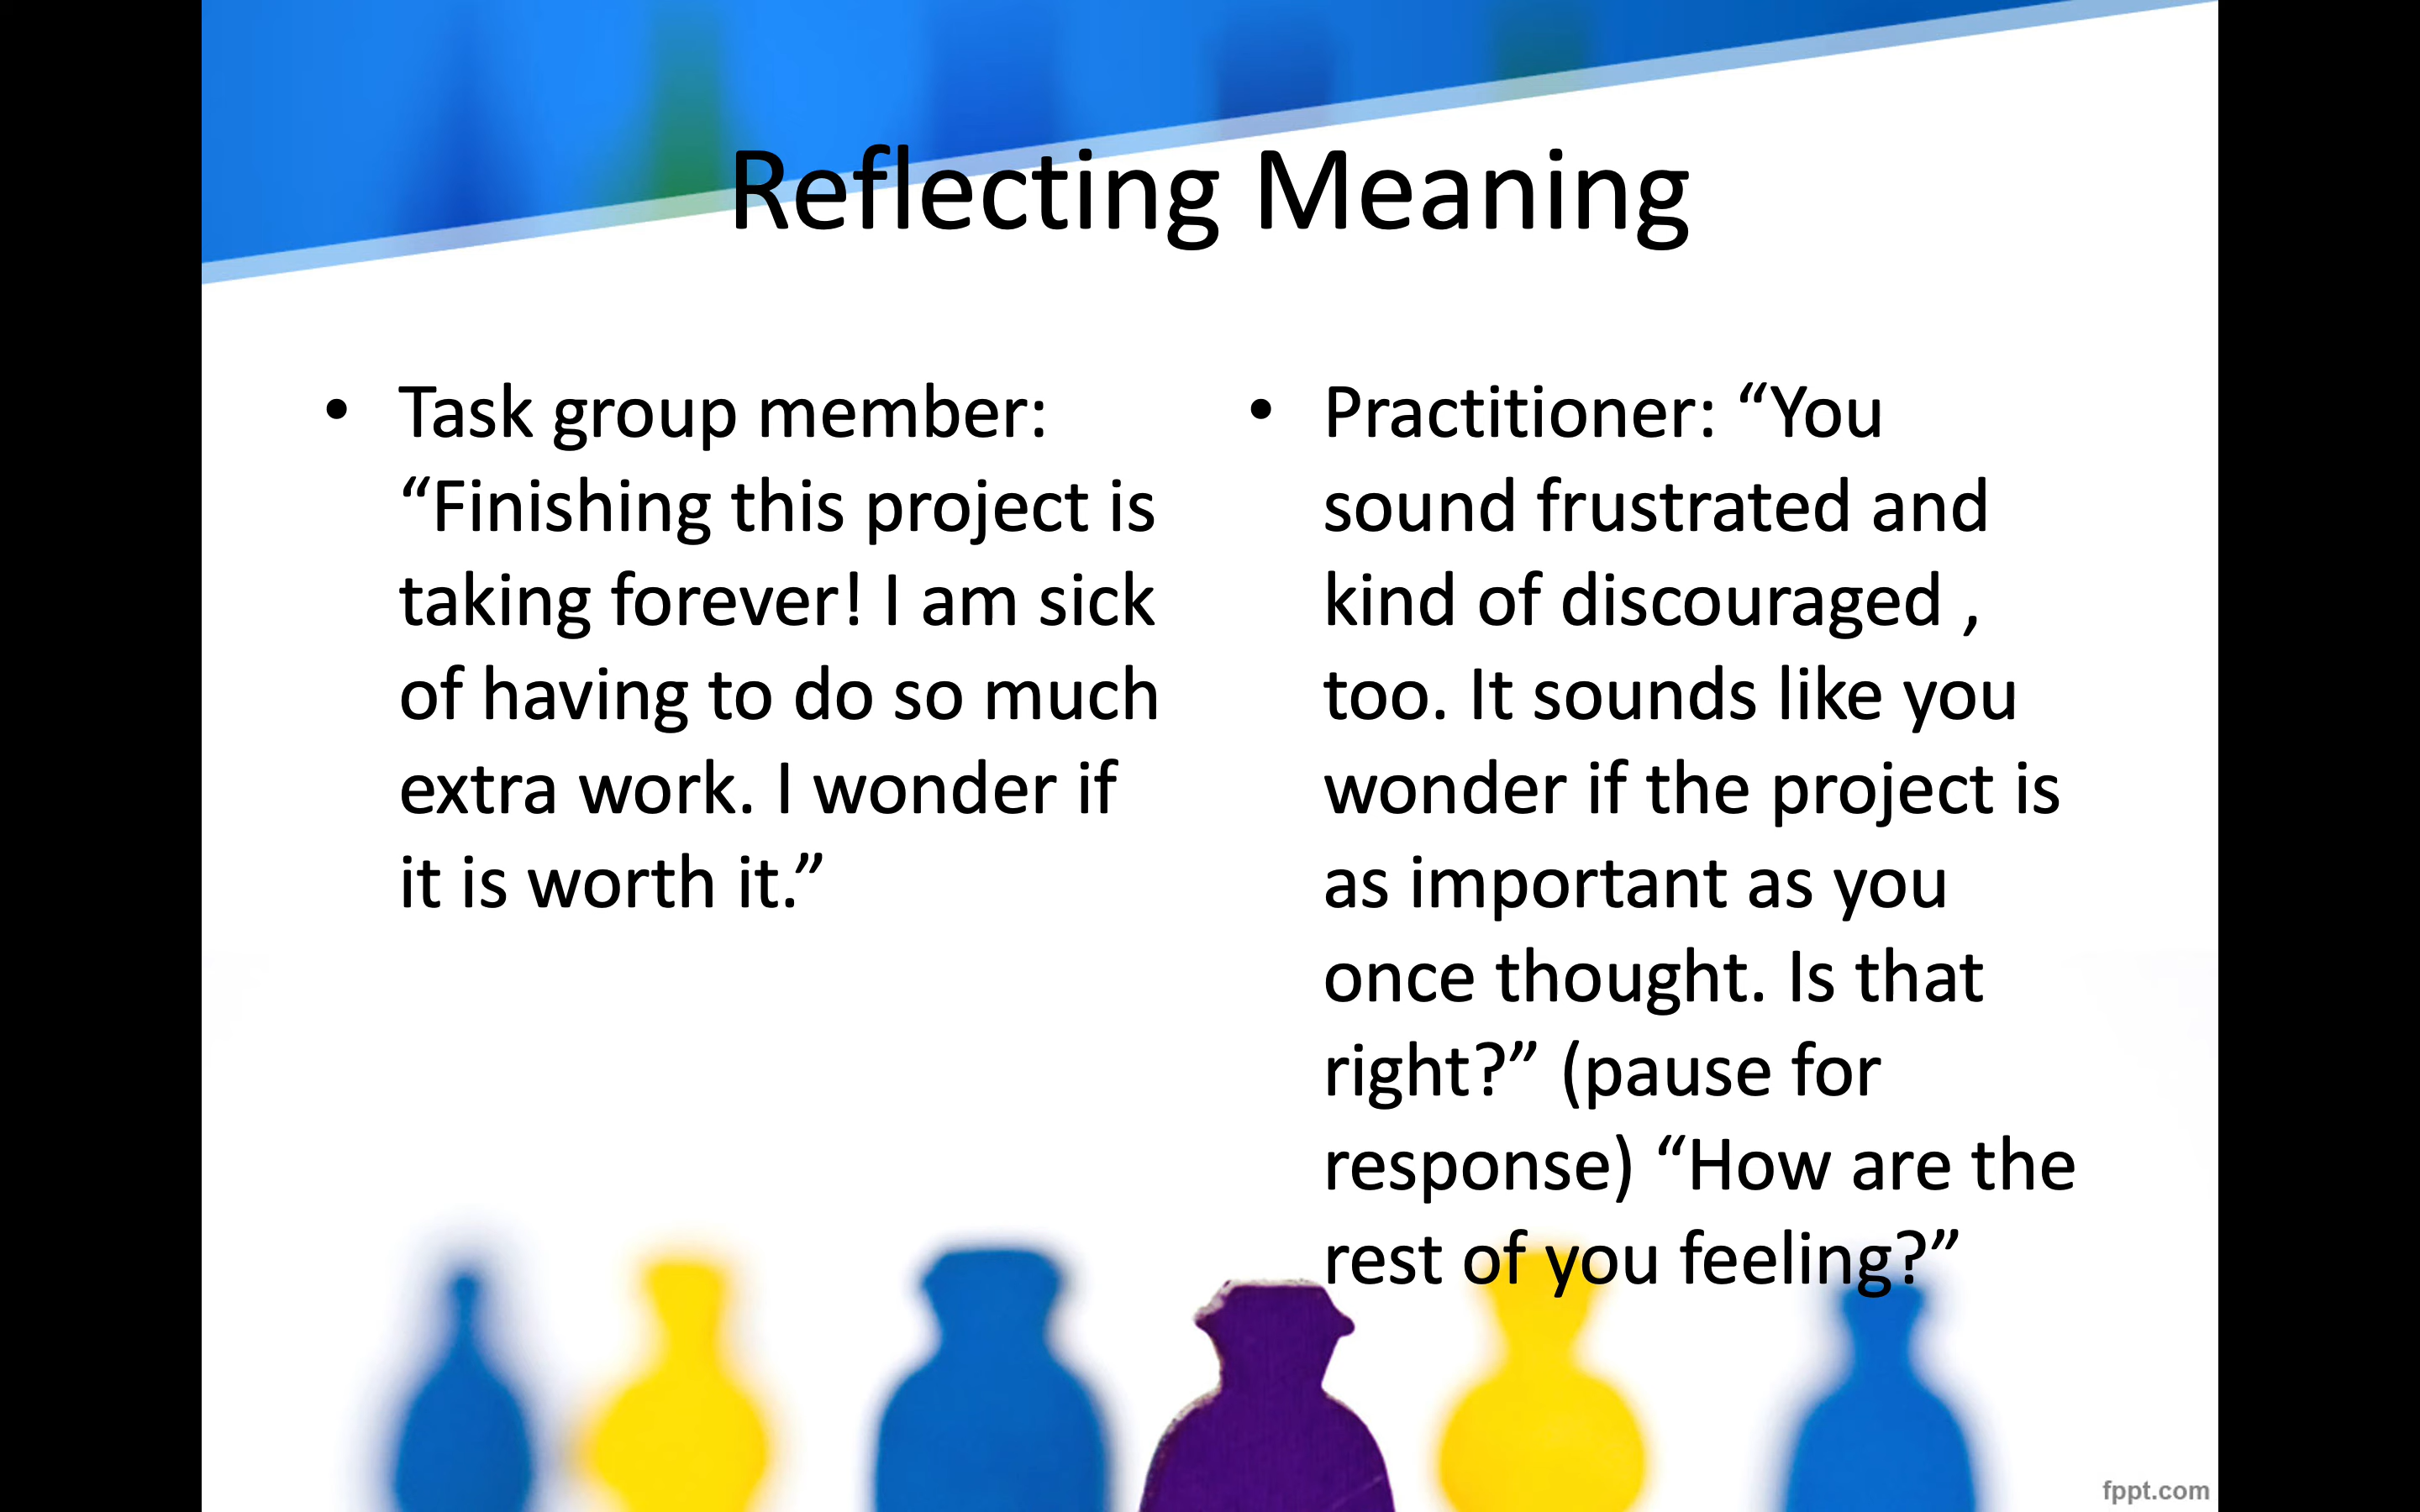 Reflecting Meaning
• Task group member:
“Finishing this project is
taking forever! I am sick
of having to do so much
extra work. I wonder if
it is worth it.”
• Practitioner: “You
sound frustrated and
kind of discouraged ,
too. It sounds like you
wonder if the project is
as important as you
once thought. Is that
right?” (pause for
response) “How are the
rest of you feeling?”
fppt.com